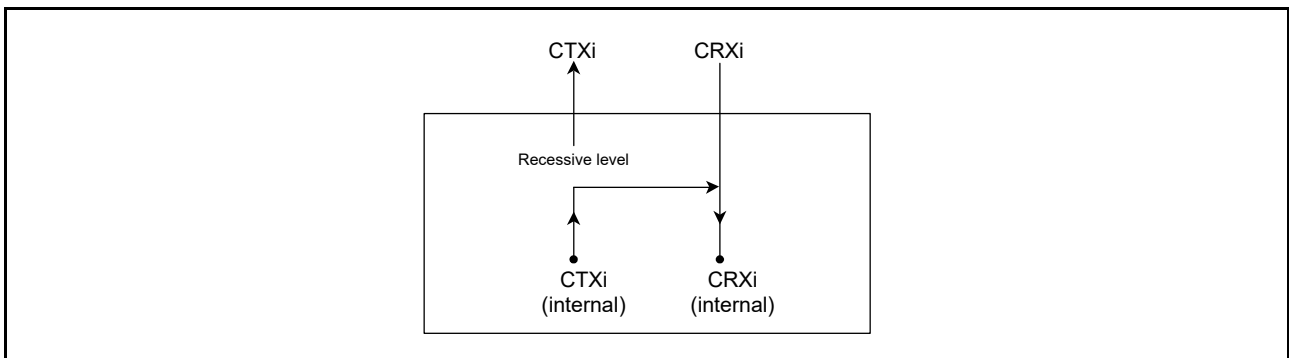 CTXi CRXi
Recessive level
CTXi CRXi
(internal) (internal)